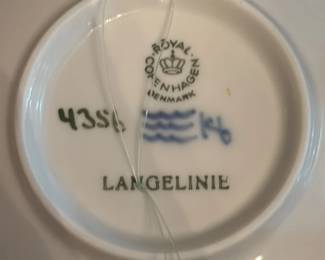 ROYAL
COPENHAGEN
DENMARK
4356
LANGELINIE